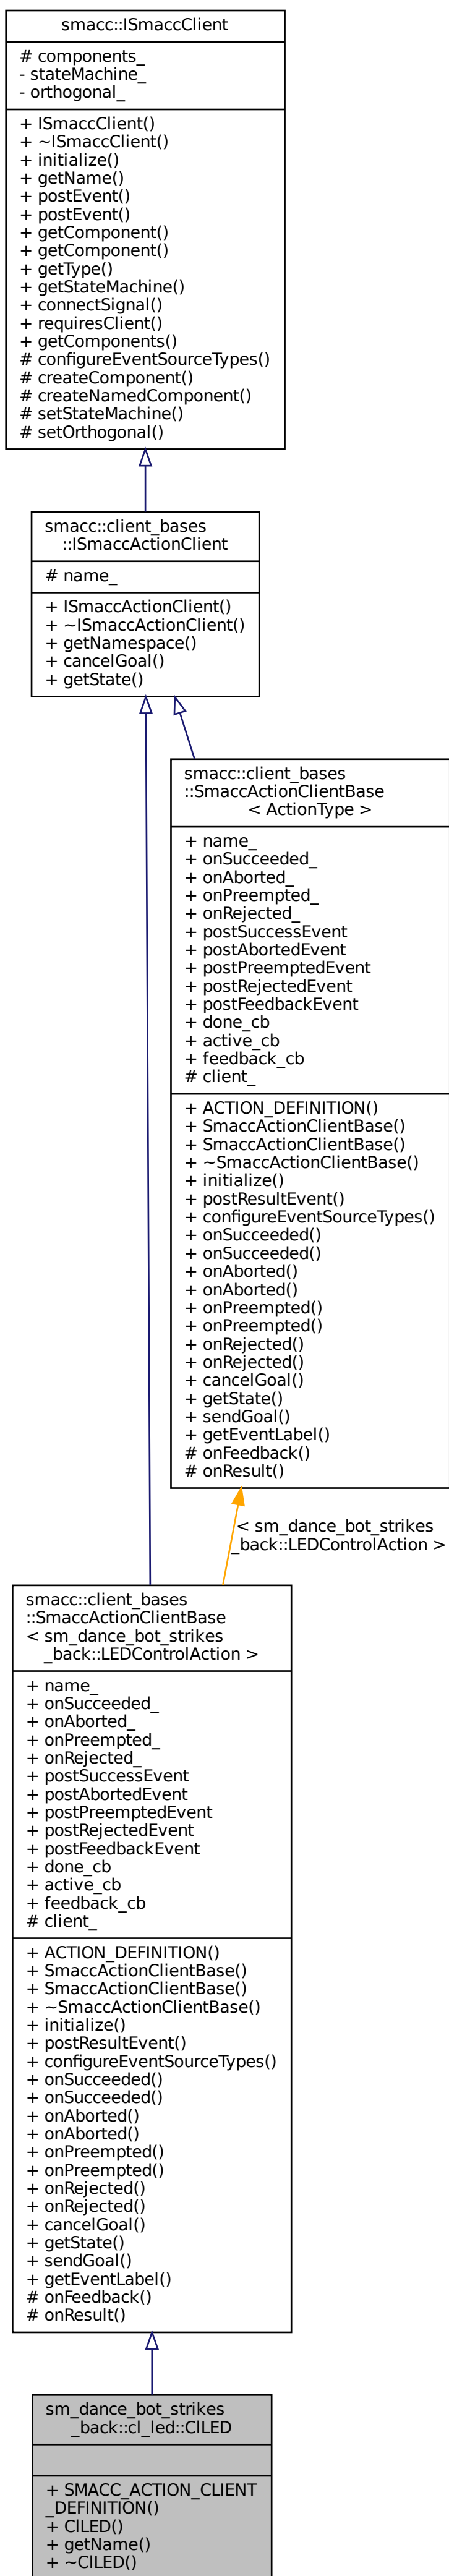 smacc::ISmaccClient
# components_
- stateMachine_
- orthogonal_
+ ISmaccClient()
+ ~ISmaccClient()
+ initialize()
+ getName()
+ postEvent()
+ postEvent()
+ getComponent()
+ getComponent()
+ getType()
+ getStateMachine()
+ connectSignal()
+ requiresClient()
+ getComponents()
# configureEventSourceTypes()
# createComponent()
# createNamedComponent()
# setStateMachine()
# setOrthogonal()
smacc::client_bases
::ISmaccActionClient
# name_
+ ISmaccActionClient()
+ ~ISmaccActionClient()
+ getNamespace()
+ cancelGoal()
+ getState()
smacc::client_bases
::SmaccActionClientBase
< ActionType >
+ name_
+ onSucceeded_
+ onAborted_
+ onPreempted_
+ onRejected_
+ postSuccessEvent
+ postAbortedEvent
+ postPreemptedEvent
+ postRejectedEvent
+ postFeedbackEvent
+ done_cb
+ active_cb
+ feedback_cb
# client_
+ ACTION_DEFINITION()
+ SmaccActionClientBase()
+ SmaccActionClientBase()
+ ~SmaccActionClientBase()
+ initialize()
+ postResultEvent()
+ configureEventSourceTypes()
+ onSucceeded()
+ onSucceeded()
+ onAborted()
+ onAborted()
+ onPreempted()
+ onPreempted()
+ onRejected()
+ onRejected()
+ cancelGoal()
+ getState()
+ sendGoal()
+ getEventLabel()
# onFeedback()
# onResult()
< sm_dance_bot_strikes
_back::LEDControlAction >
smacc::client_bases
::SmaccActionClientBase
< sm_dance_bot_strikes
_back::LEDControlAction >
+ name_
+ onSucceeded_
+ onAborted_
+ onPreempted_
+ onRejected_
+ postSuccessEvent
+ postAbortedEvent
+ postPreemptedEvent
+ postRejectedEvent
+ postFeedbackEvent
+ done_cb
+ active_cb
+ feedback_cb
# client_
+ ACTION_DEFINITION()
+ SmaccActionClientBase()
+ SmaccActionClientBase()
+ ~SmaccActionClientBase()
+ initialize()
+ postResultEvent()
+ configureEventSourceTypes()
+ onSucceeded()
+ onSucceeded()
+ onAborted()
+ onAborted()
+ onPreempted()
+ onPreempted()
+ onRejected()
+ onRejected()
+ cancelGoal()
+ getState()
+ sendGoal()
+ getEventLabel()
# onFeedback()
# onResult()
sm_dance_bot_strikes
_back::cl_led::ClLED
+ SMACC_ACTION_CLIENT
_DEFINITION()
+ ClLED()
+ getName()
+ ~ClLED()